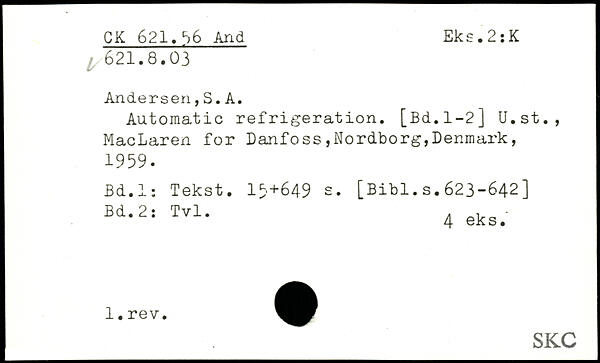 CK 621.56 And Eks.2:K
621.8.03
Andersen,S.A.
Automatic refrigeration. [Bd.1-2] U.st.,
MacLaren for Danfoss,Nordborg,Denmark,
1959.
Bd.1: Tekst. 15+649 s. [Bibl.s.623-642]
Bd.2: Tvl.
4 eks.
1.rev.
SKC